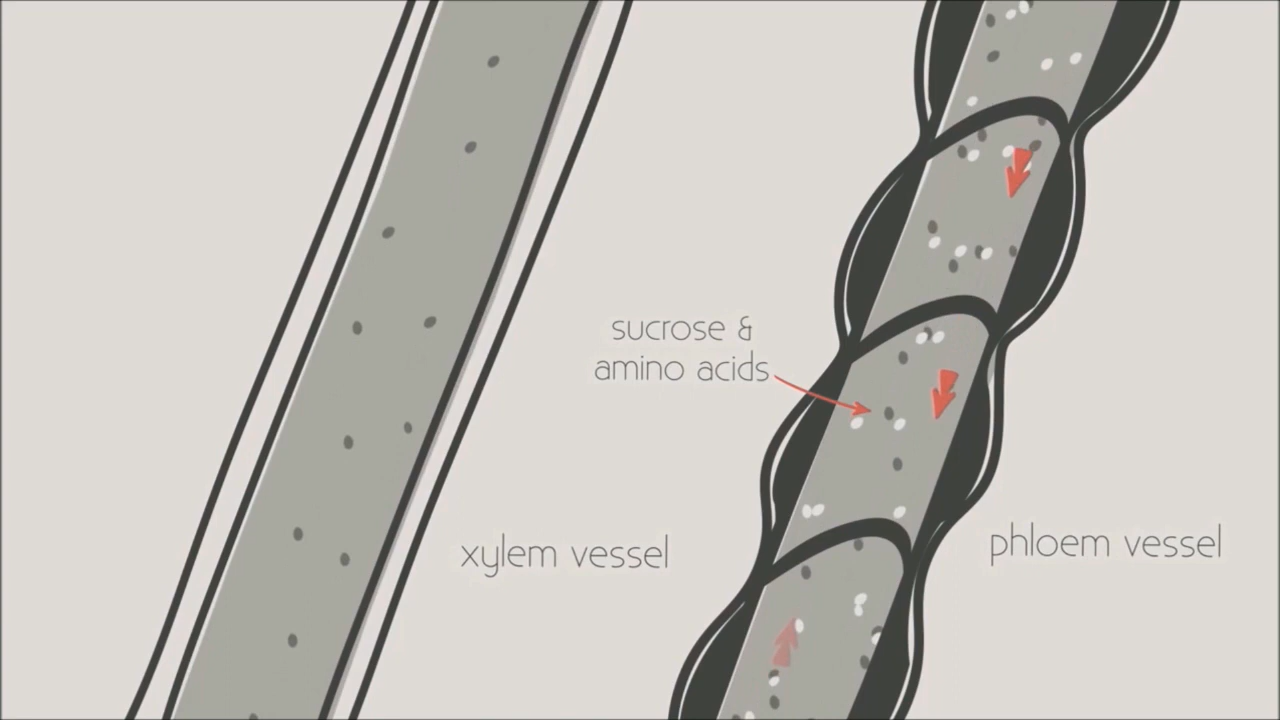 sucrose &
amino acids
xylem vessel
phloem vessel